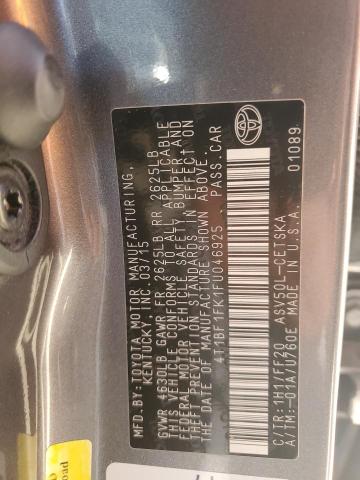 MFD.BY: TOYOTA MOTOR MANUFACTURING,
KENTUCKY, INC. 03/15
GVWR 4630LB GAWR FR 2625LB RR 2625LB
THIS VEHICLE CONFORMS TO ALL APPLICABLE
FEDERAL MOTOR VEHICLE SAFETY, BUMPER, AND
THEFT PREVENTION STANDARDS IN EFFECT ON
THE DATE OF MANUFACTURE SHOWN ABOVE.
4T1BF1FK1FU046925 PASS.CAR
01089
C/TR: 1H1/FF20 ASV50L-CETSKA
A/TM: -01A/U760E MADE IN U.S.A.
oad